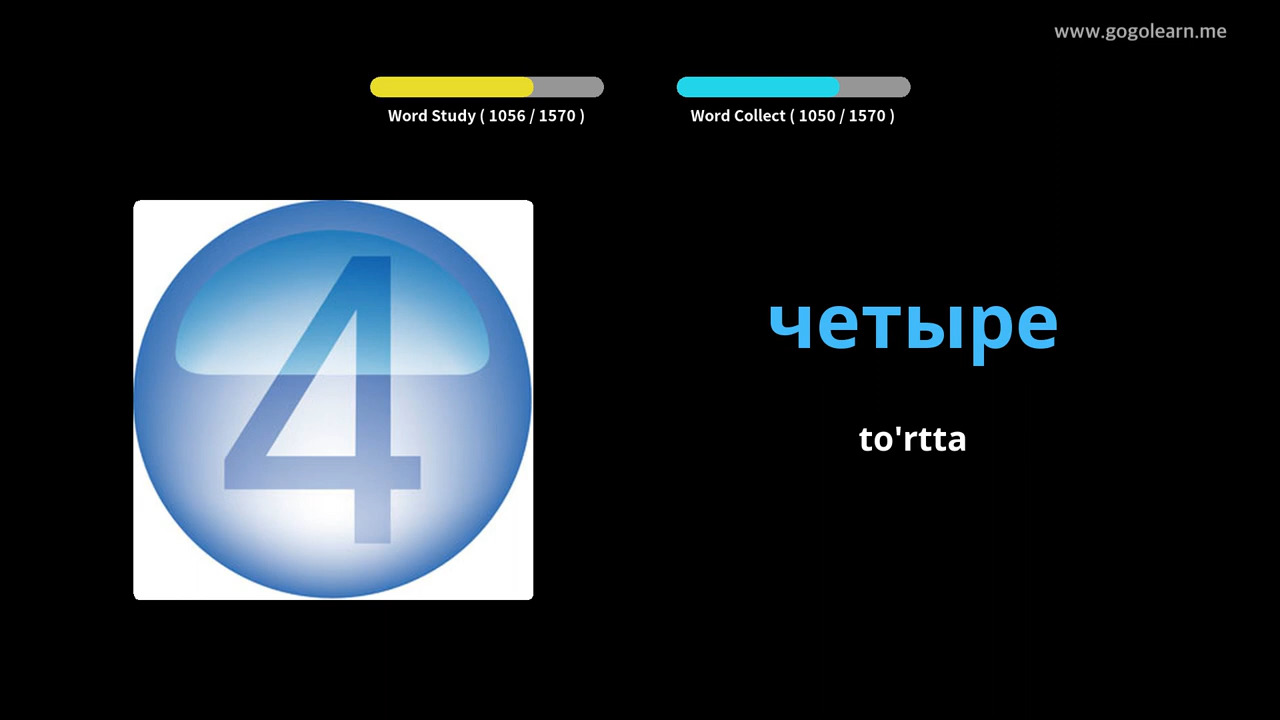 www.gogolearn.me
Word Study ( 1056 / 1570 )
Word Collect ( 1050 / 1570 )
4
четыре
to'rtta